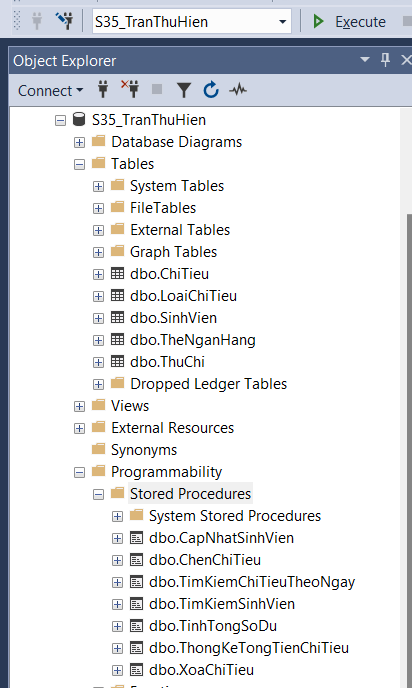 S35_TranThuHien Execute
Object Explorer
Connect
S35_TranThuHien
Database Diagrams
Tables
System Tables
FileTables
External Tables
Graph Tables
dbo.ChiTieu
dbo.LoaiChiTieu
dbo.SinhVien
dbo.TheNganHang
dbo.ThuChi
Dropped Ledger Tables
Views
External Resources
Synonyms
Programmability
Stored Procedures
System Stored Procedures
dbo.CapNhatSinhVien
dbo.ChenChiTieu
dbo.TimKiemChiTieuTheoNgay
dbo.TimKiemSinhVien
dbo.TinhTongSoDu
dbo.ThongKeTongTienChiTieu
dbo.XoaChiTieu